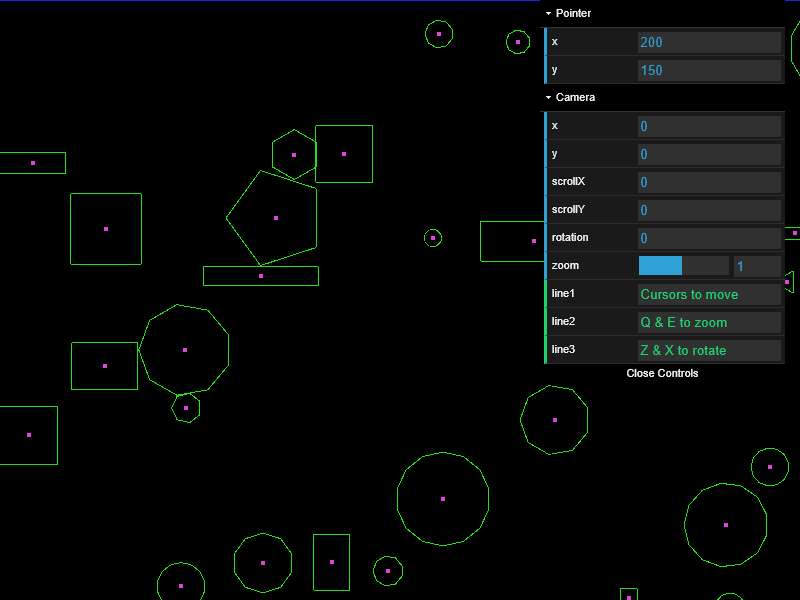 Pointer
x 200
y 150
Camera
x 0
y 0
scrollX 0
scrollY 0
rotation 0
zoom 1
line1 Cursors to move
line2 Q & E to zoom
line3 Z & X to rotate
Close Controls